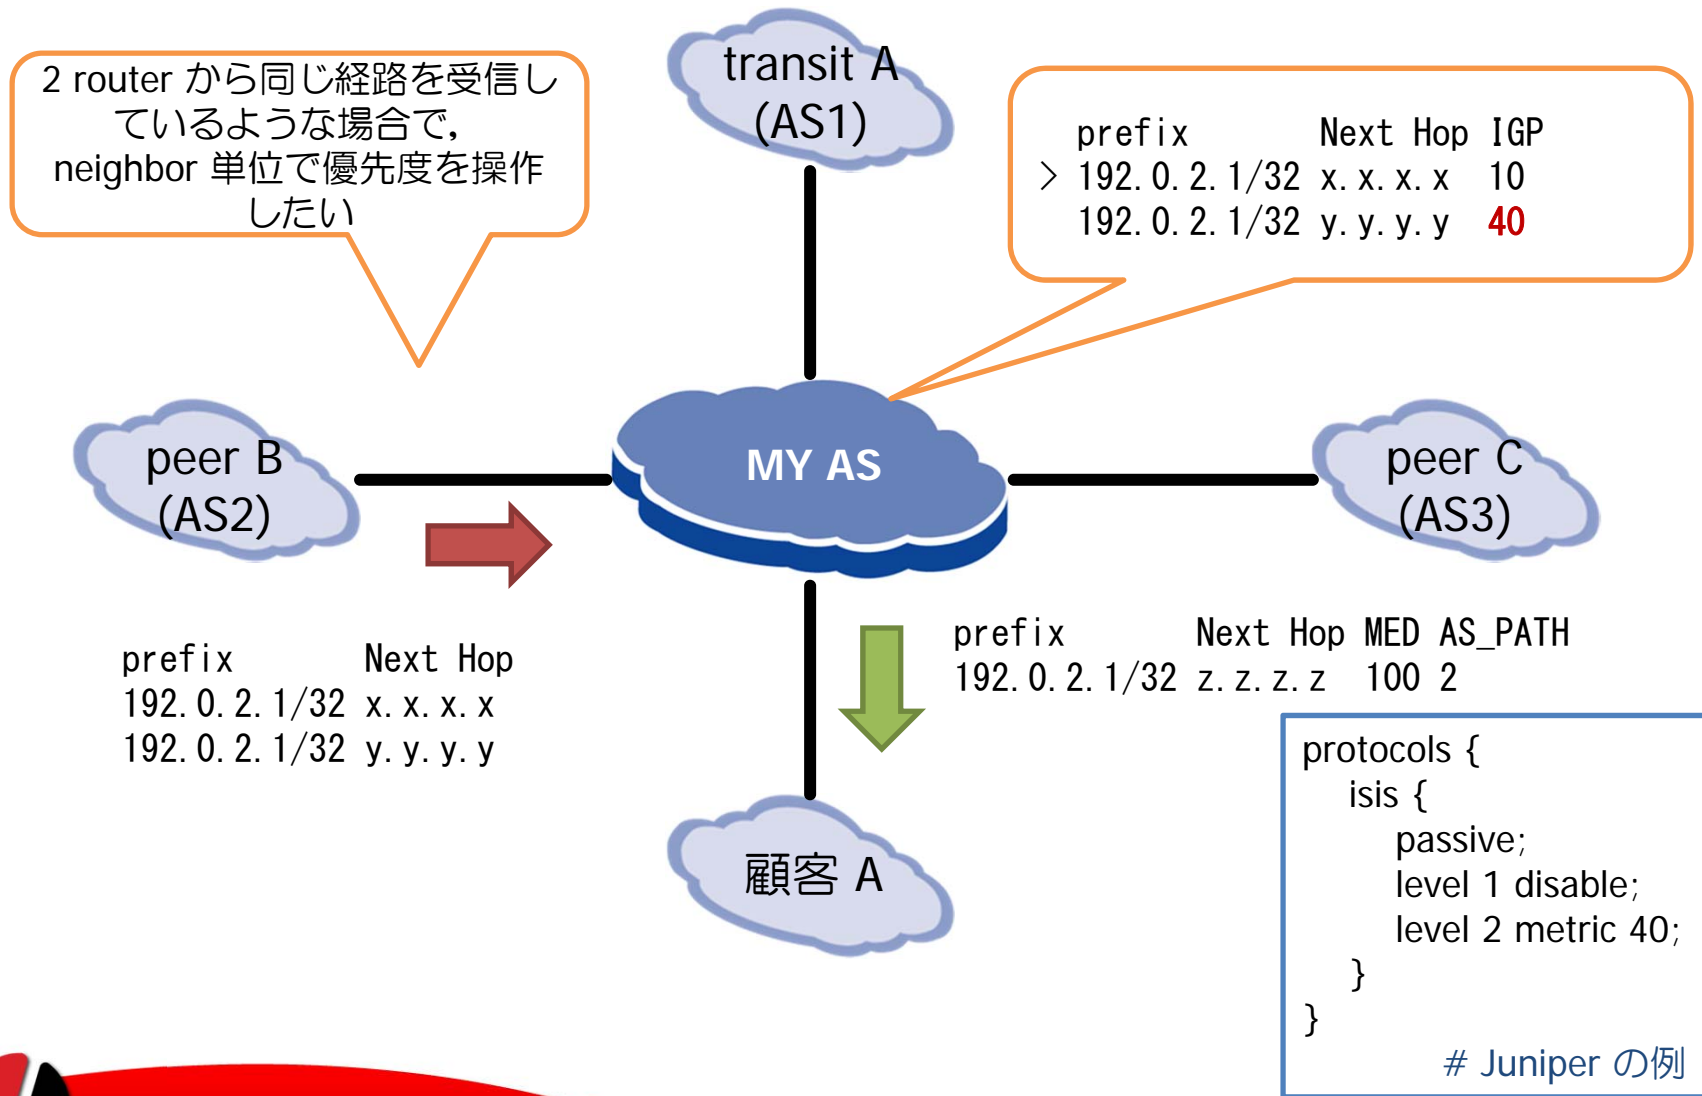 2 router から同じ経路を受信し
ているような場合で,
neighbor 単位で優先度を操作
したい
transit A
(AS1)
prefix Next Hop IGP
> 192.0.2.1/32 x.x.x.x 10
192.0.2.1/32 y.y.y.y 40
peer B
(AS2)
MY AS
peer C
(AS3)
prefix Next Hop
192.0.2.1/32 x.x.x.x
192.0.2.1/32 y.y.y.y
prefix Next Hop MED AS_PATH
192.0.2.1/32 z.z.z.z 100 2
顧客 A
protocols {
isis {
passive;
level 1 disable;
level 2 metric 40;
}
}
# Juniper の例